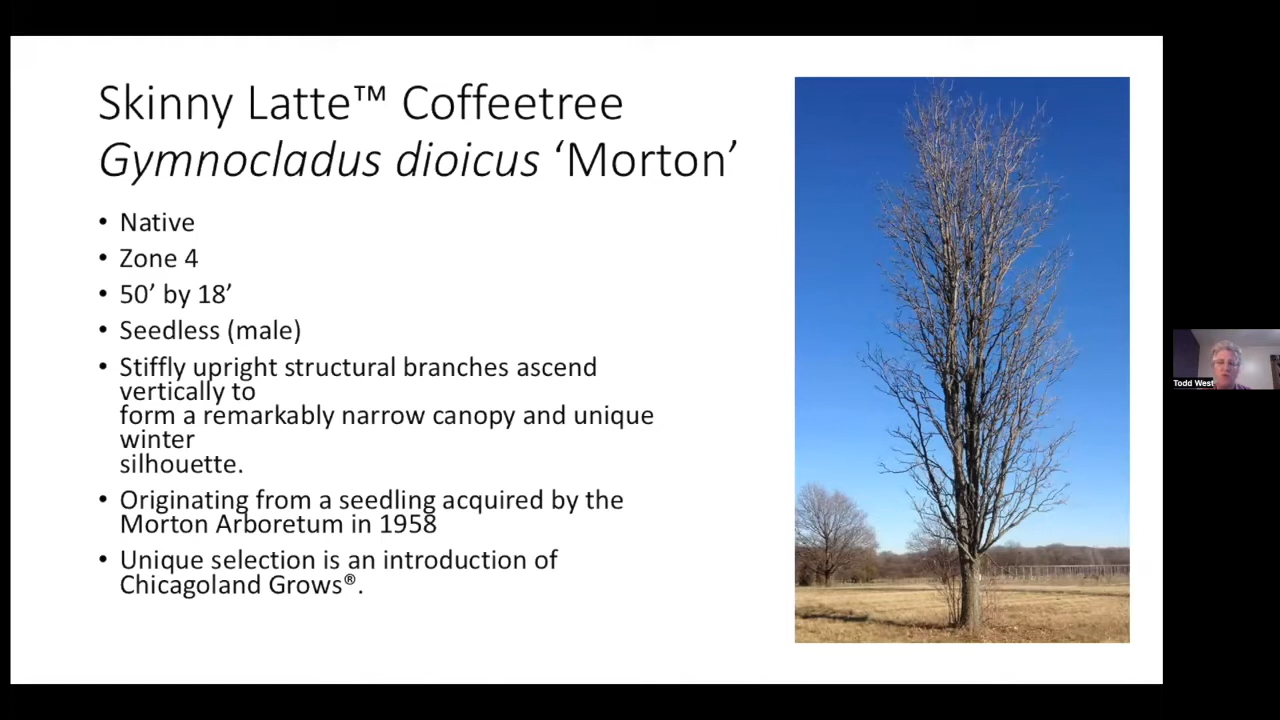 Skinny Latte™ Coffeetree
Gymnocladus dioicus ‘Morton’
• Native
• Zone 4
• 50’ by 18’
• Seedless (male)
• Stiffly upright structural branches ascend
vertically to
form a remarkably narrow canopy and unique
winter
silhouette.
• Originating from a seedling acquired by the
Morton Arboretum in 1958
• Unique selection is an introduction of
Chicagoland Grows®.
Todd West